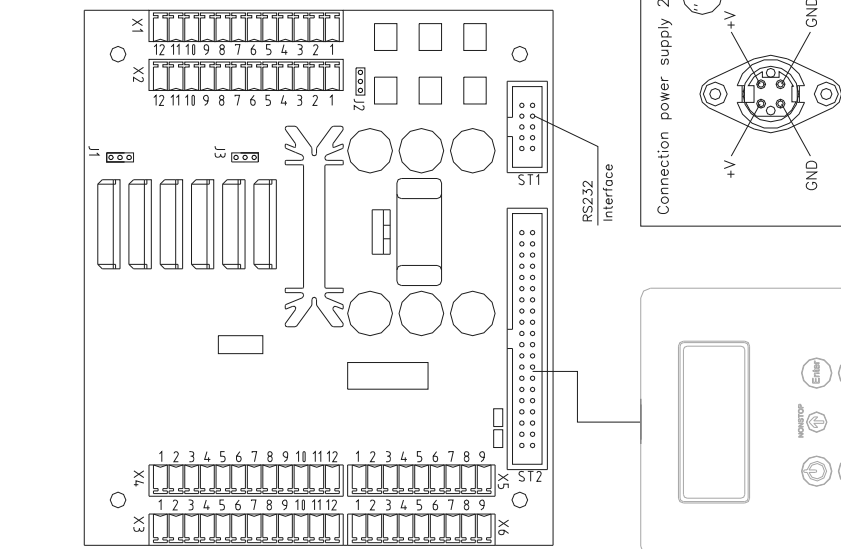 X1
12 11 10 9 8 7 6 5 4 3 2 1
X2
12 11 10 9 8 7 6 5 4 3 2 1
J2
J1
J3
ST1
RS232
Interface
Connection power supply 2
+V
GND
+V
GND
Enter
NONSTOP
1 2 3 4 5 6 7 8 9 10 11 12
X4
1 2 3 4 5 6 7 8 9
X5
ST2
1 2 3 4 5 6 7 8 9 10 11 12
X3
1 2 3 4 5 6 7 8 9
X6